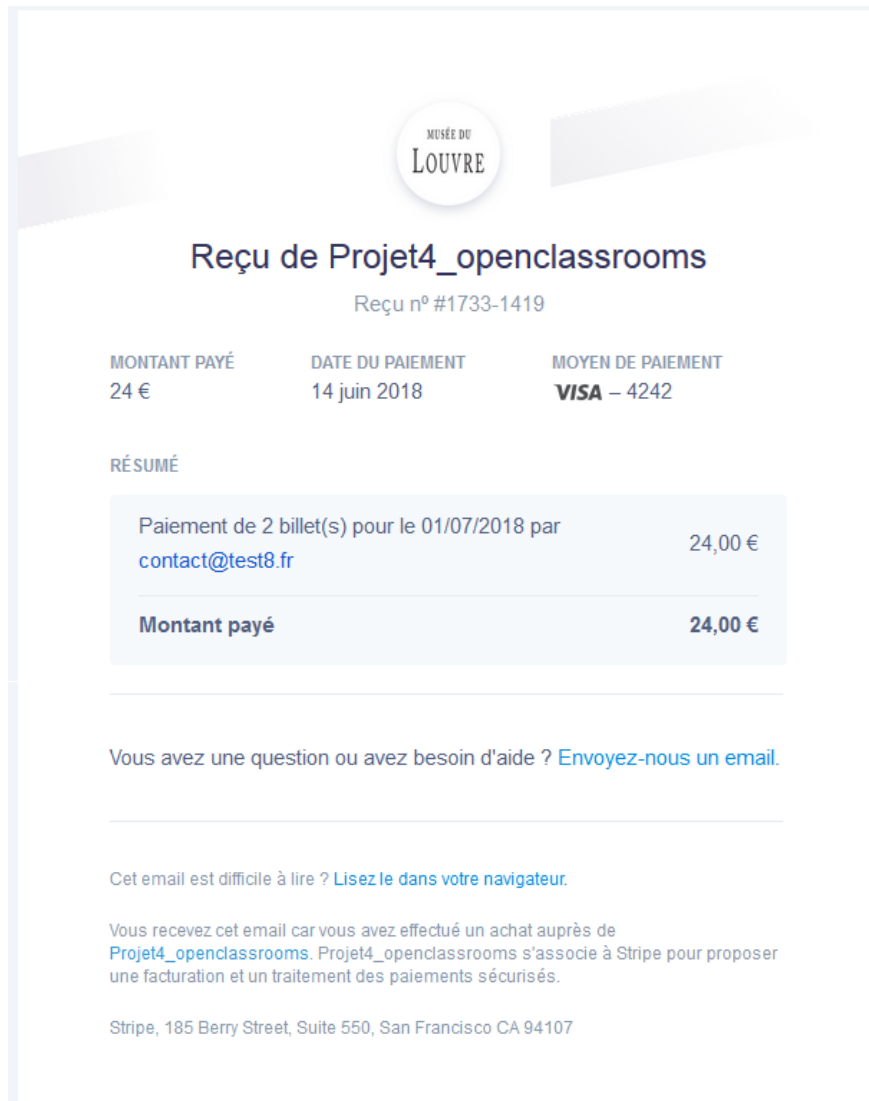 MUSÉE DU
LOUVRE
Reçu de Projet4_openclassrooms
Reçu nº #1733-1419
MONTANT PAYÉ DATE DU PAIEMENT MOYEN DE PAIEMENT
24 € 14 juin 2018 VISA – 4242
RÉSUMÉ
Paiement de 2 billet(s) pour le 01/07/2018 par
contact@test8.fr 24,00 €
Montant payé 24,00 €
Vous avez une question ou avez besoin d'aide ? Envoyez-nous un email.
Cet email est difficile à lire ? Lisez le dans votre navigateur.
Vous recevez cet email car vous avez effectué un achat auprès de
Projet4_openclassrooms. Projet4_openclassrooms s'associe à Stripe pour proposer
une facturation et un traitement des paiements sécurisés.
Stripe, 185 Berry Street, Suite 550, San Francisco CA 94107